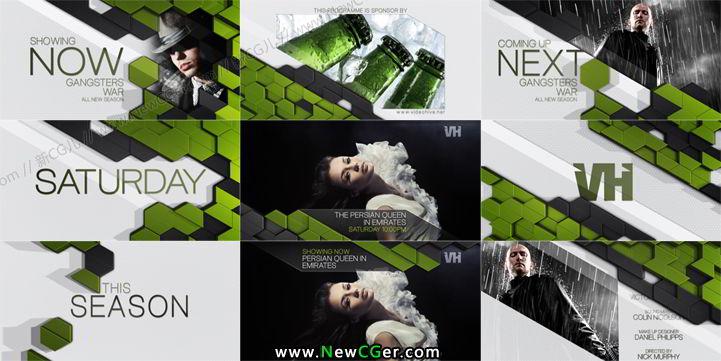 SHOWING
NOW
GANGSTERS
WAR
ALL NEW SEASON
THIS PROGRAMME IS SPONSOR BY
www.videohive.net
COMING UP
NEXT
GANGSTERS
WAR
ALL NEW SEASON
SATURDAY
VH
THE PERSIAN QUEEN
IN EMIRATES
SATURDAY 10:00PM
VH
THIS
SEASON
SHOWING NOW
PERSIAN QUEEN IN
EMIRATES
VH
COLIN NICOLSON
MAKE UP DESIGNER
DANIEL PHILIPPS
DIRECTED BY
NICK MURPHY
www.NewCGer.com